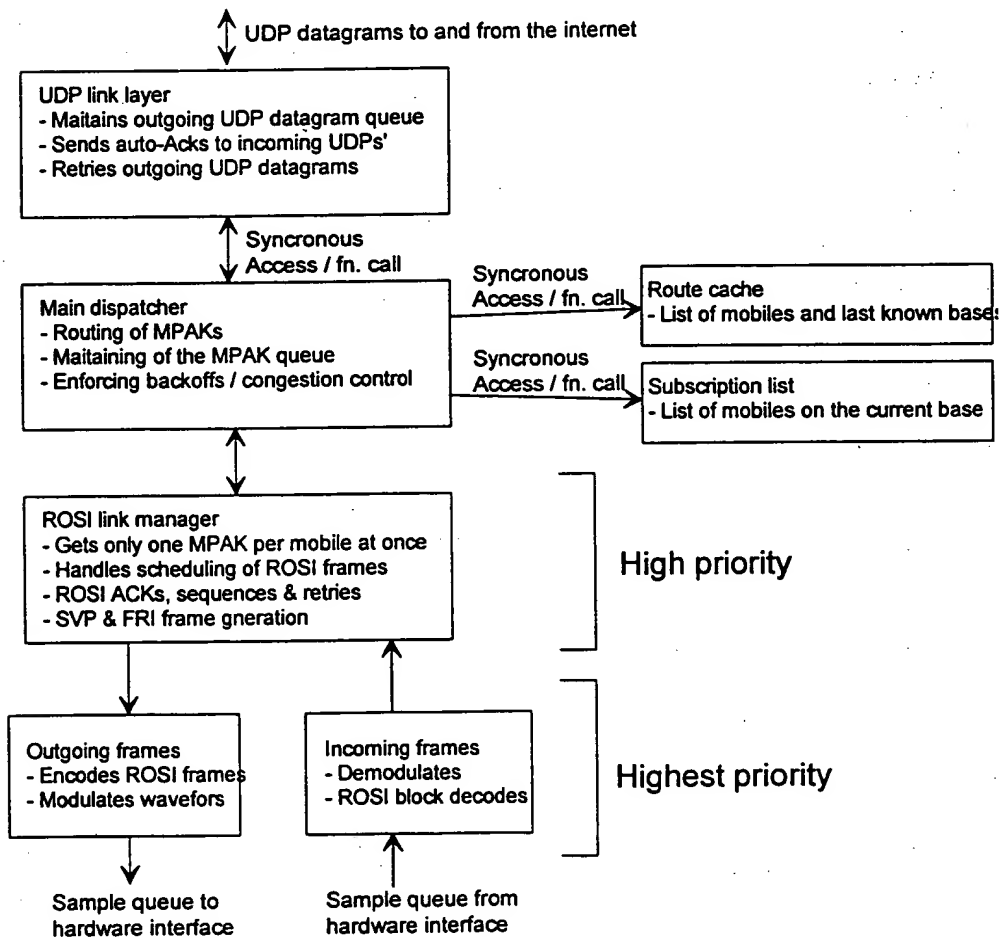 UDP datagrams to and from the internet
UDP link layer
- Maitains outgoing UDP datagram queue
- Sends auto-Acks to incoming UDPs'
- Retries outgoing UDP datagrams
Syncronous
Access / fn. call
Main dispatcher
- Routing of MPAKs
- Maitaining of the MPAK queue
- Enforcing backoffs / congestion control
Syncronous
Access / fn. call
Route cache
- List of mobiles and last known bases
Syncronous
Access / fn. call
Subscription list
- List of mobiles on the current base
ROSI link manager
- Gets only one MPAK per mobile at once
- Handles scheduling of ROSI frames
- ROSI ACKs, sequences & retries
- SVP & FRI frame gneration
High priority
Outgoing frames
- Encodes ROSI frames
- Modulates wavefors
Incoming frames
- Demodulates
- ROSI block decodes
Highest priority
Sample queue to
hardware interface
Sample queue from
hardware interface